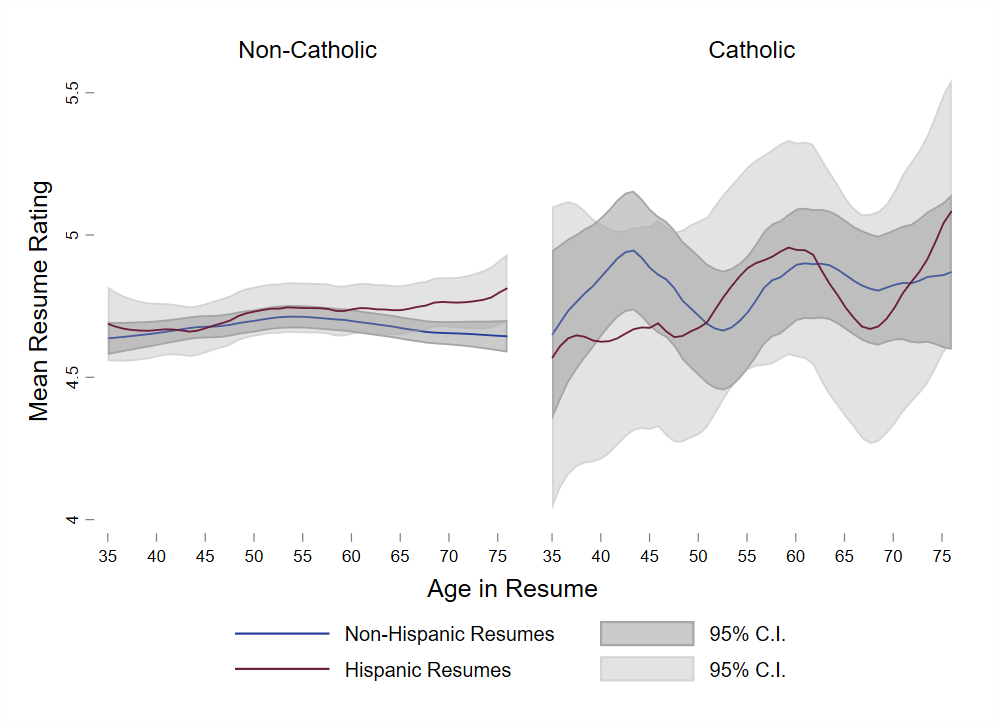 Non-Catholic Catholic
5.5
5
4.5
4
Mean Resume Rating
35 40 45 50 55 60 65 70 75 35 40 45 50 55 60 65 70 75
Age in Resume
Non-Hispanic Resumes 95% C.I.
Hispanic Resumes 95% C.I.